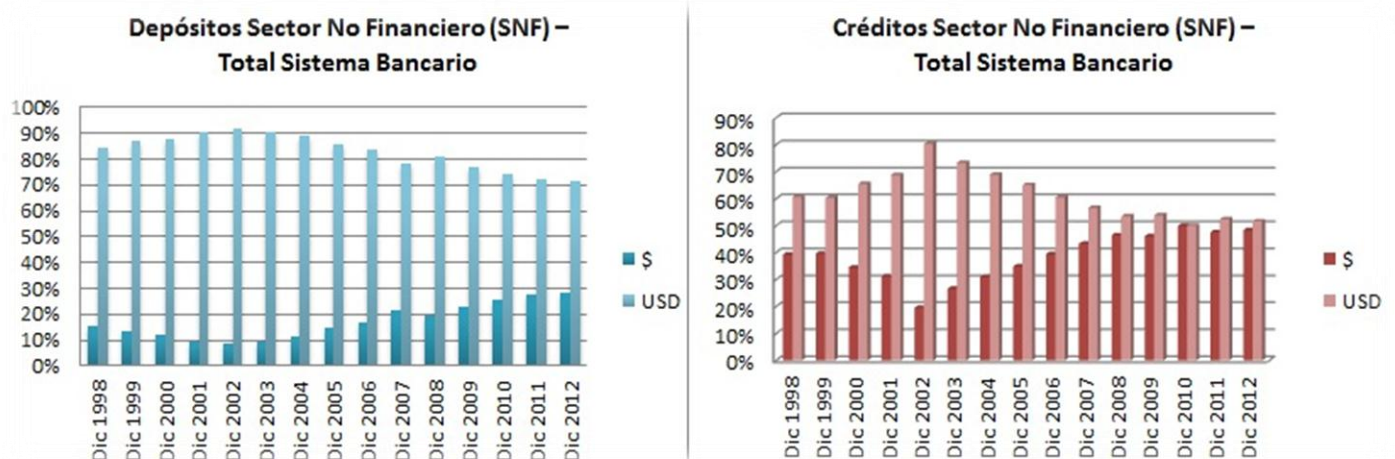 Depósitos Sector No Financiero (SNF) –
Total Sistema Bancario
100%
90%
80%
70%
60%
50%
40%
30%
20%
10%
0%
Dic 1998
Dic 1999
Dic 2000
Dic 2001
Dic 2002
Dic 2003
Dic 2004
Dic 2005
Dic 2006
Dic 2007
Dic 2008
Dic 2009
Dic 2010
Dic 2011
Dic 2012
$
USD
Créditos Sector No Financiero (SNF) –
Total Sistema Bancario
90%
80%
70%
60%
50%
40%
30%
20%
10%
0%
Dic 1998
Dic 1999
Dic 2000
Dic 2001
Dic 2002
Dic 2003
Dic 2004
Dic 2005
Dic 2006
Dic 2007
Dic 2008
Dic 2009
Dic 2010
Dic 2011
Dic 2012
$
USD